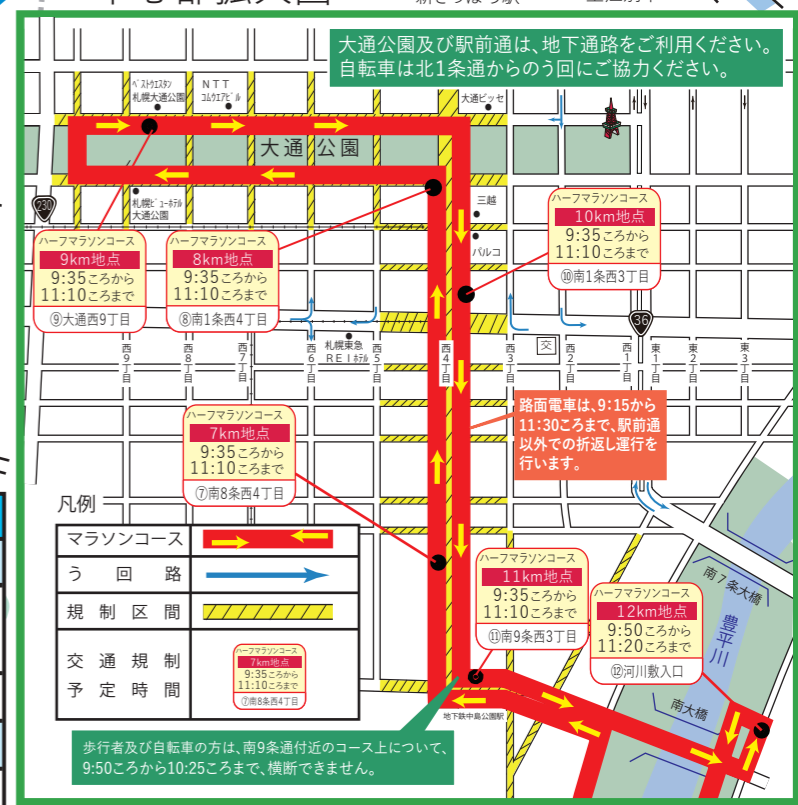 大通公園及び駅前通は、地下通路をご利用ください。
自転車は北1条通からのう回にご協力ください。
ベストウエスタン
札幌大通公園
NTT
コムウエアビル
大通ビッセ
大通公園
札幌ビューホテル
大通公園
三越
パルコ
230
ハーフマラソンコース
9km地点
9:35ころから
11:10ころまで
⑨大通西9丁目
ハーフマラソンコース
8km地点
9:35ころから
11:10ころまで
⑧南1条西4丁目
ハーフマラソンコース
10km地点
9:35ころから
11:10ころまで
⑩南1条西3丁目
36
交
札幌東急
REIホテル
西9丁目
西8丁目
西7丁目
西6丁目
西5丁目
西4丁目
西3丁目
西2丁目
西1丁目
東1丁目
東2丁目
東3丁目
路面電車は、9:15から
11:30ころまで、駅前通
以外での折返し運行を
行います。
ハーフマラソンコース
7km地点
9:35ころから
11:10ころまで
⑦南8条西4丁目
凡例
マラソンコース
う回路
規制区間
交通規制
予定時間
ハーフマラソンコース
7km地点
9:35ころから
11:10ころまで
⑦南8条西4丁目
ハーフマラソンコース
11km地点
9:35ころから
11:10ころまで
⑪南9条西3丁目
ハーフマラソンコース
12km地点
9:50ころから
11:20ころまで
⑫河川敷入口
南7条大橋
豊平川
南大橋
地下鉄中島公園駅
歩行者及び自転車の方は、南9条通付近のコース上について、
9:50ころから10:25ころまで、横断できません。